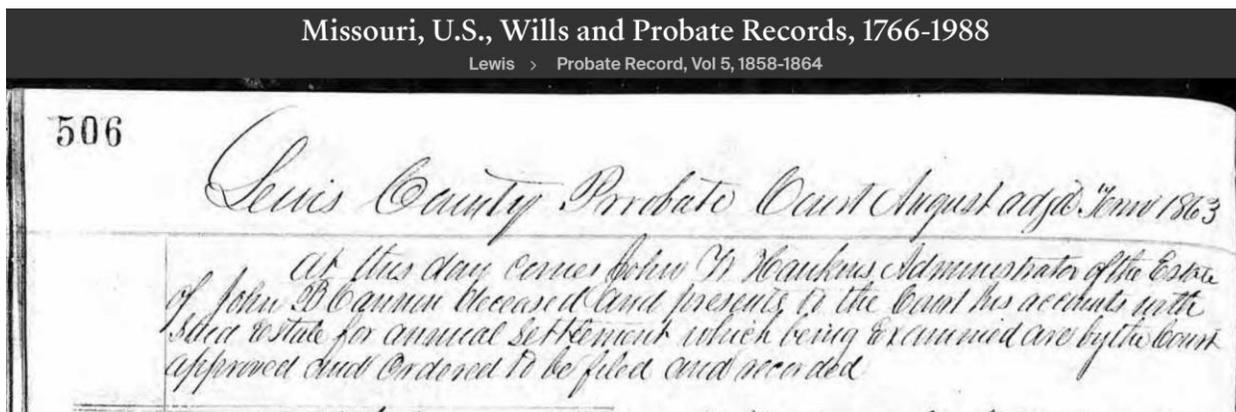 Missouri, U.S., Wills and Probate Records, 1766-1988
Lewis > Probate Record, Vol 5, 1858-1864
506
Lewis County Probate Court August adjd Term 1863
At this day comes John Hawkins Administrator of the Estate
of John B Cannon deceased and presents to the Court his accounts with
said Estate for annual Settlement which being Examined are by the Court
approved and Ordered to be filed and recorded